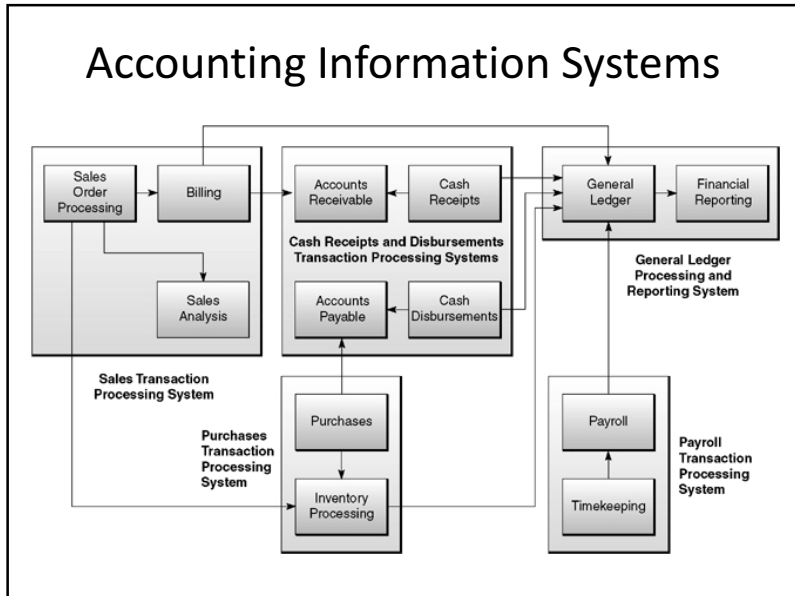 Accounting Information Systems
Sales
Order
Processing
Billing
Accounts
Receivable
Cash
Receipts
General
Ledger
Financial
Reporting
Cash Receipts and Disbursements
Transaction Processing Systems
General Ledger
Processing and
Reporting System
Sales
Analysis
Accounts
Payable
Cash
Disbursements
Sales Transaction
Processing System
Purchases
Transaction
Processing
System
Purchases
Inventory
Processing
Payroll
Timekeeping
Payroll
Transaction
Processing
System